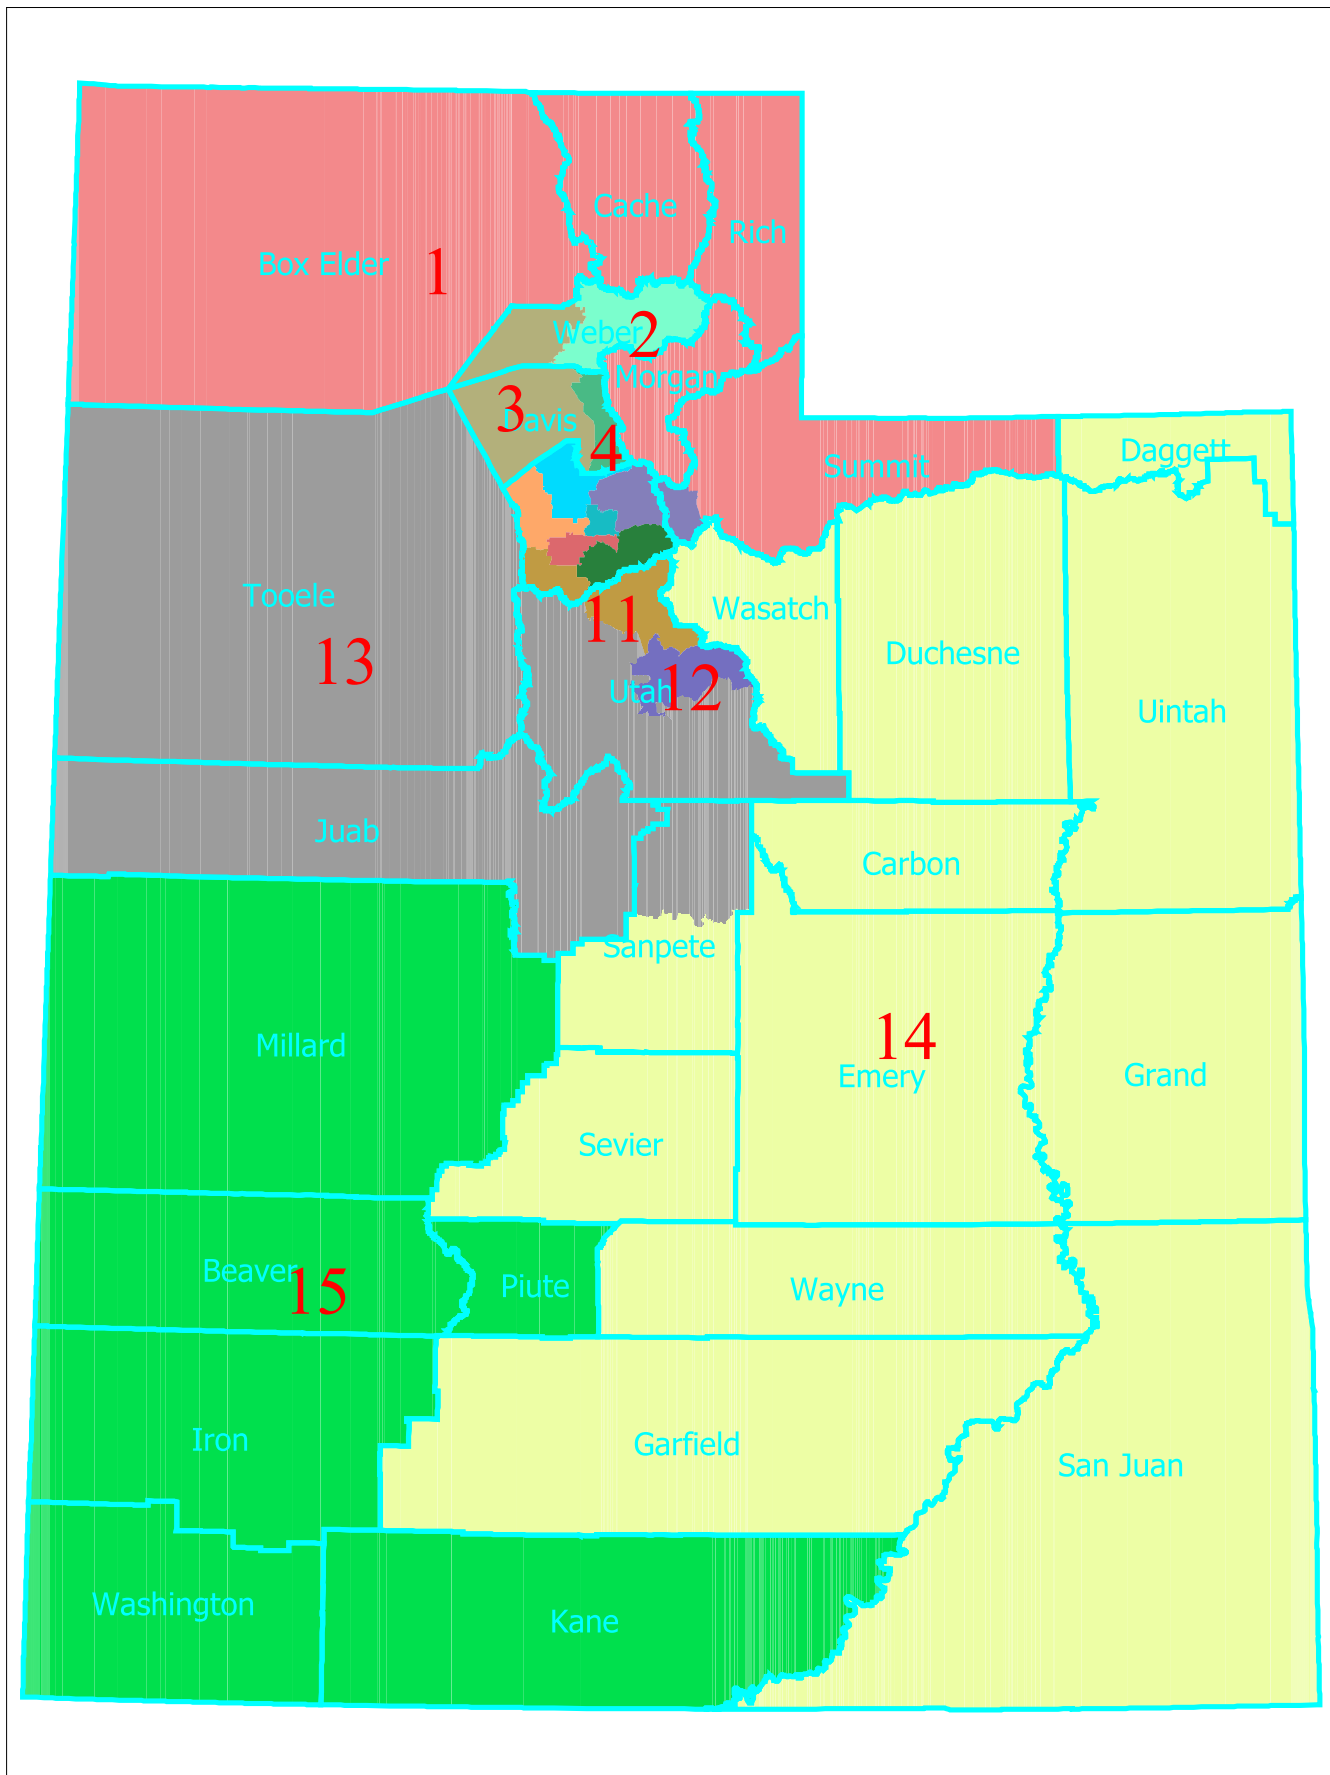 Cache
Rich
Box Elder
1
Weber
2
Morgan
3
Davis
4
Daggett
Summit
Tooele
11
Wasatch
13
Duchesne
Utah
12
Uintah
Juab
Carbon
Sanpete
Millard
14
Emery
Grand
Sevier
Beaver
15
Piute
Wayne
Iron
Garfield
San Juan
Washington
Kane